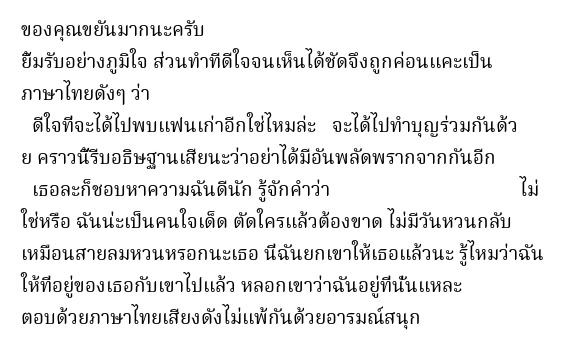 ของคุณขยันมากนะครับ
ยิ้มรับอย่างภูมิใจ ส่วนทำทีดีใจจนเห็นได้ชัดจึงถูกค่อนแคะเป็น
ภาษาไทยดังๆ ว่า
ดีใจที่จะได้ไปพบแฟนเก่าอีกใช่ไหมล่ะ จะได้ไปทำบุญร่วมกันด้ว
ย คราวนี้รีบอธิษฐานเสียนะว่าอย่าได้มีอันพลัดพรากจากกันอีก
เธอละก็ชอบหาความฉันดีนัก รู้จักคำว่า ไม่
ใช่หรือ ฉันน่ะเป็นคนใจเด็ด ตัดใครแล้วต้องขาด ไม่มีวันหวนกลับ
เหมือนสายลมหวนหรอกนะเธอ นี่ฉันยกเขาให้เธอแล้วนะ รู้ไหมว่าฉัน
ให้ที่อยู่ของเธอกับเขาไปแล้ว หลอกเขาว่าฉันอยู่ที่นั่นแหละ
ตอบด้วยภาษาไทยเสียงดังไม่แพ้กันด้วยอารมณ์สนุก